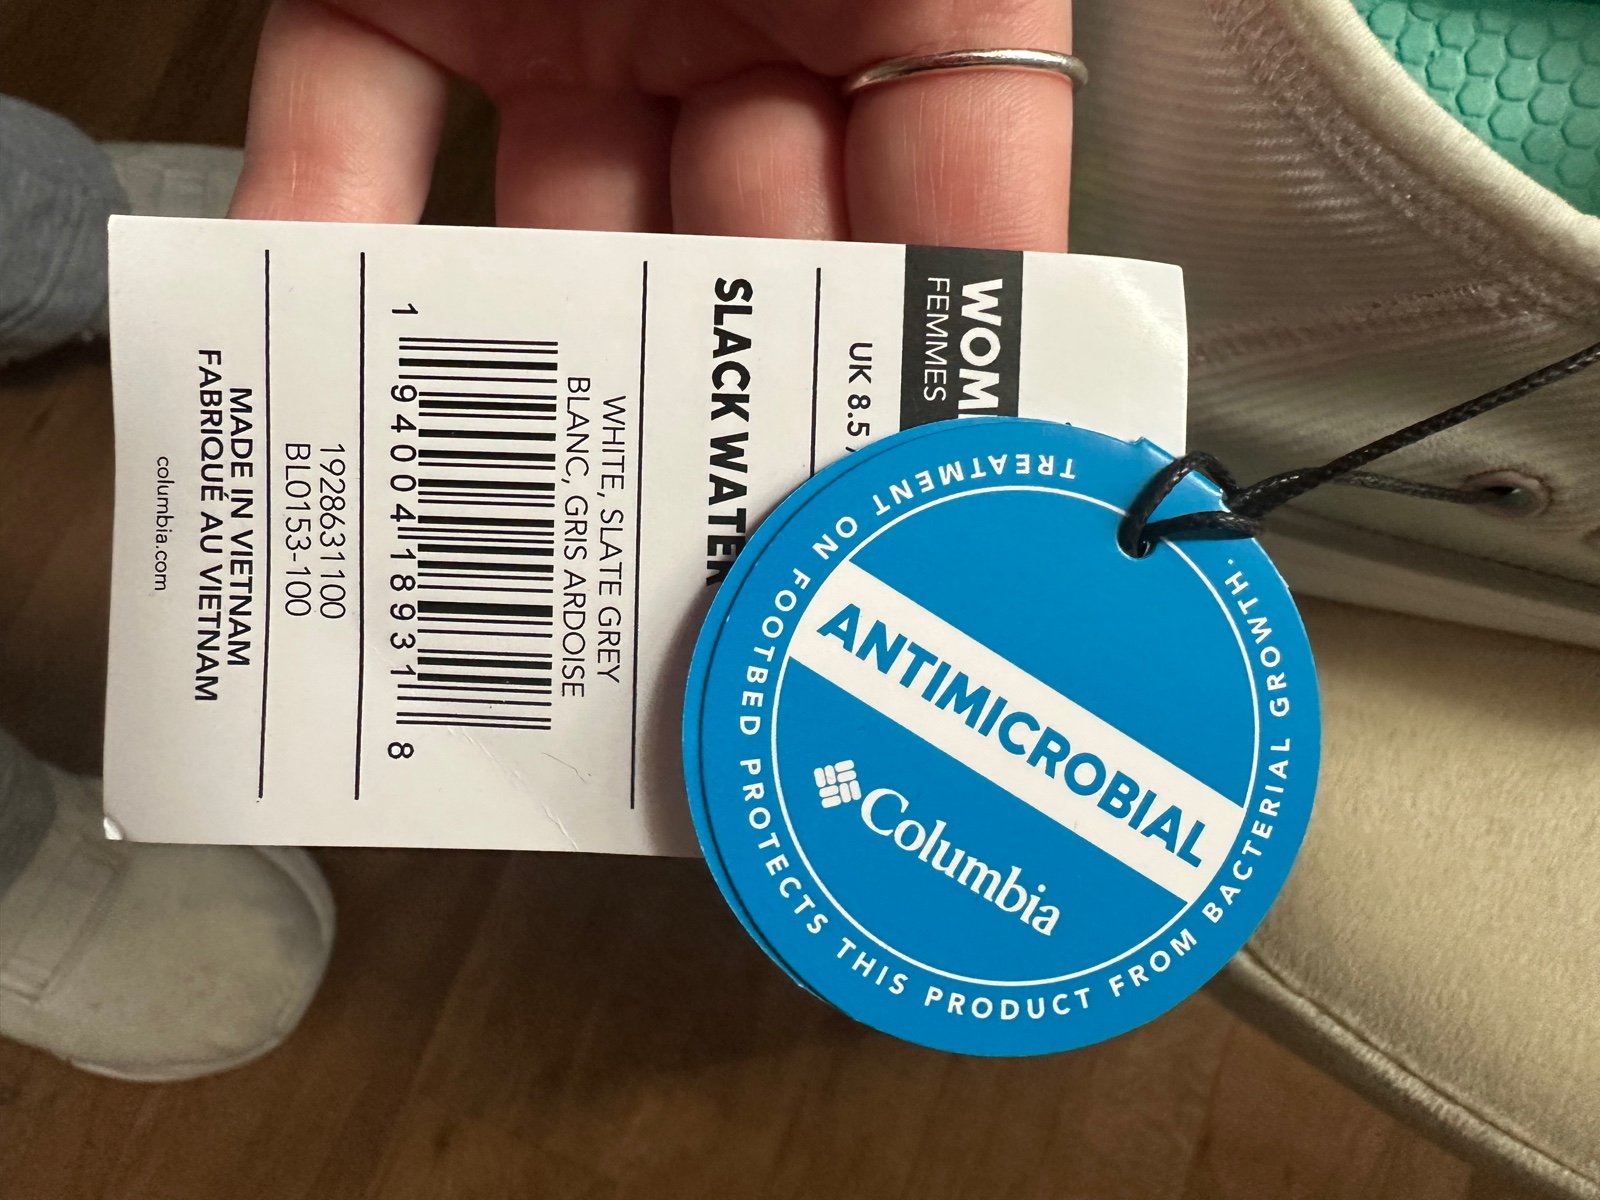 WOM
FEMMES
UK 8.5
SLACK WATER
WHITE, SLATE GREY
BLANC, GRIS ARDOISE
1 94004 18931 8
1928631100
BL0153-100
MADE IN VIETNAM
FABRIQUÉ AU VIETNAM
columbia.com
TREATMENT ON FOOTBED PROTECTS THIS PRODUCT FROM BACTERIAL GROWTH.
ANTIMICROBIAL
Columbia